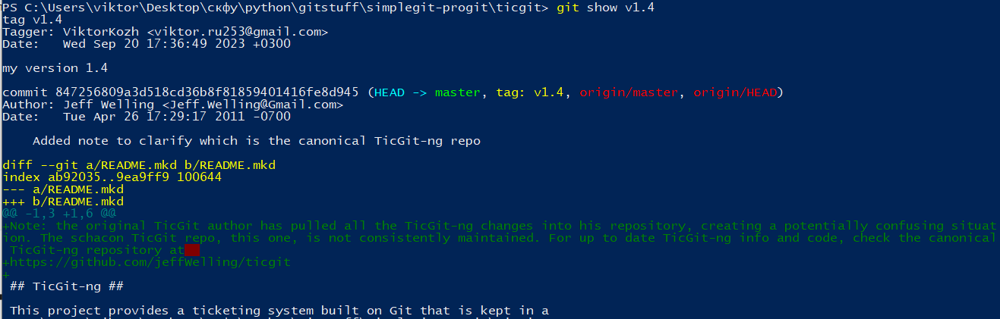 PS C:\Users\viktor\Desktop\скфу\python\gitstuff\simplegit-progit\ticgit> git show v1.4
tag v1.4
Tagger: ViktorKozh <viktor.ru253@gmail.com>
Date:   Wed Sep 20 17:36:49 2023 +0300
my version 1.4
commit 847256809a3d518cd36b8f81859401416fe8d945 (HEAD -> master, tag: v1.4, origin/master, origin/HEAD)
Author: Jeff Welling <Jeff.Welling@Gmail.com>
Date:   Tue Apr 26 17:29:17 2011 -0700
    Added note to clarify which is the canonical TicGit-ng repo
diff --git a/README.mkd b/README.mkd
index ab92035..9ea9ff9 100644
--- a/README.mkd
+++ b/README.mkd
@@ -1,3 +1,6 @@
+Note: the original TicGit author has pulled all the TicGit-ng changes into his repository, creating a potentially confusing situat
ion. The schacon TicGit repo, this one, is not consistently maintained. For up to date TicGit-ng info and code, check the canonical
 TicGit-ng repository at
+https://github.com/jeffWelling/ticgit
+
 ## TicGit-ng ##
 This project provides a ticketing system built on Git that is kept in a